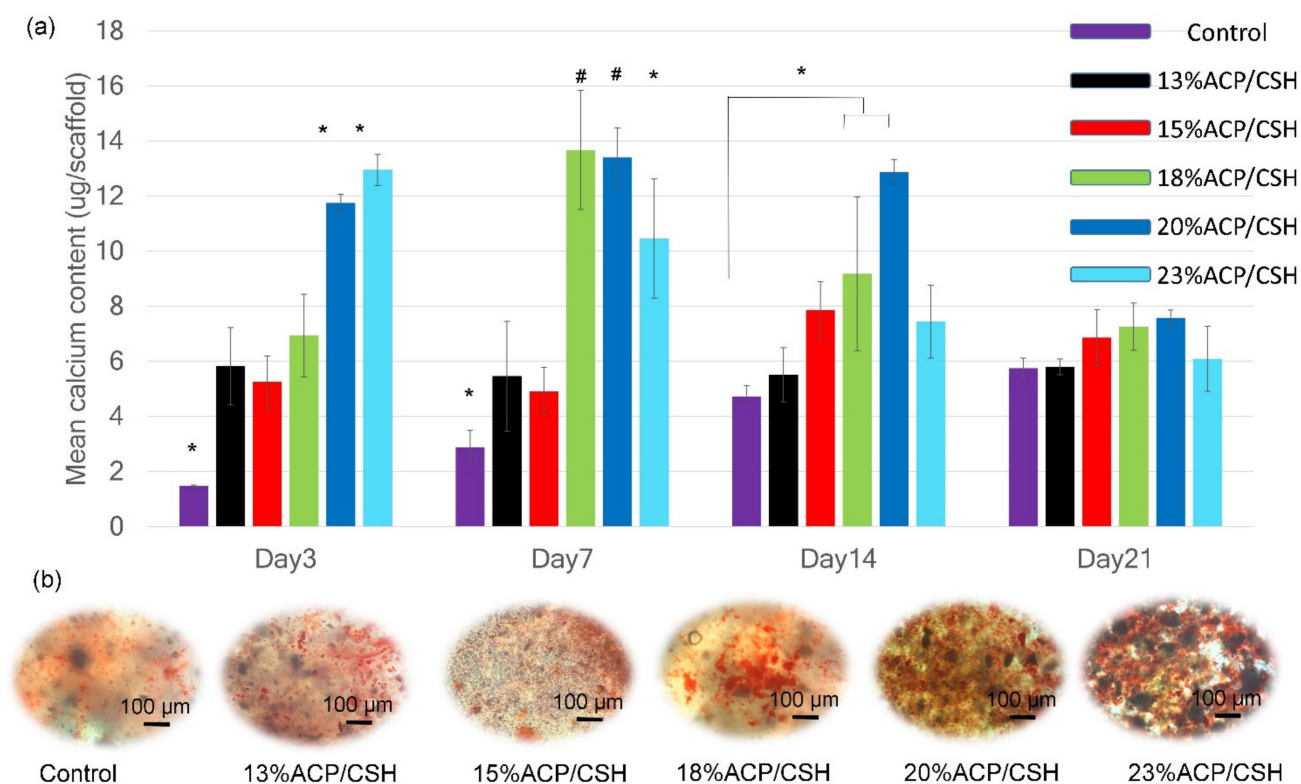 (a)
Mean calcium content (ug/scaffold)
18
16
14
12
10
8
6
4
2
0
Control
13%ACP/CSH
15%ACP/CSH
18%ACP/CSH
20%ACP/CSH
23%ACP/CSH
*
* *
*
# # *
*
Day3 Day7 Day14 Day21
(b)
100 µm 100 µm 100 µm 100 µm 100 µm 100 µm
Control 13%ACP/CSH 15%ACP/CSH 18%ACP/CSH 20%ACP/CSH 23%ACP/CSH